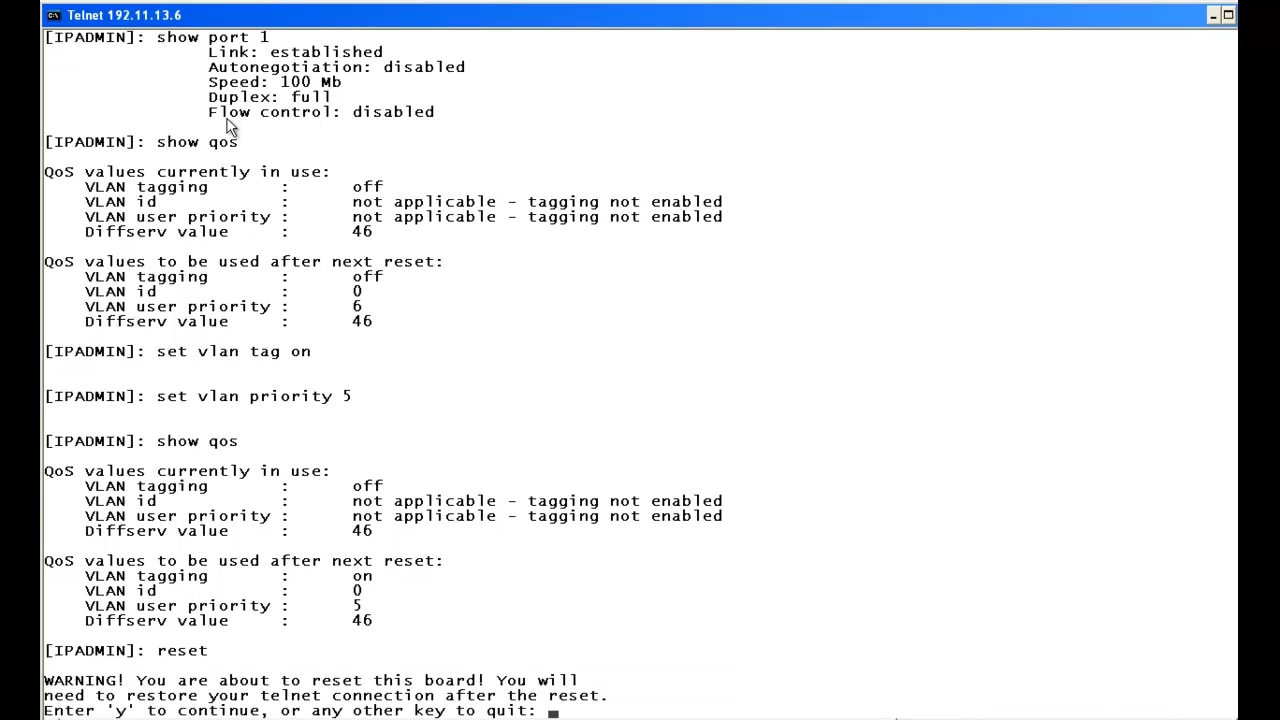 Telnet 192.11.13.6
[IPADMIN]: show port 1
Link: established
Autonegotiation: disabled
Speed: 100 Mb
Duplex: full
Flow control: disabled
[IPADMIN]: show qos
QoS values currently in use:
VLAN tagging : off
VLAN id : not applicable - tagging not enabled
VLAN user priority : not applicable - tagging not enabled
Diffserv value : 46
QoS values to be used after next reset:
VLAN tagging : off
VLAN id : 0
VLAN user priority : 6
Diffserv value : 46
[IPADMIN]: set vlan tag on
[IPADMIN]: set vlan priority 5
[IPADMIN]: show qos
QoS values currently in use:
VLAN tagging : off
VLAN id : not applicable - tagging not enabled
VLAN user priority : not applicable - tagging not enabled
Diffserv value : 46
QoS values to be used after next reset:
VLAN tagging : on
VLAN id : 0
VLAN user priority : 5
Diffserv value : 46
[IPADMIN]: reset
WARNING! You are about to reset this board! You will
need to restore your telnet connection after the reset.
Enter 'y' to continue, or any other key to quit: